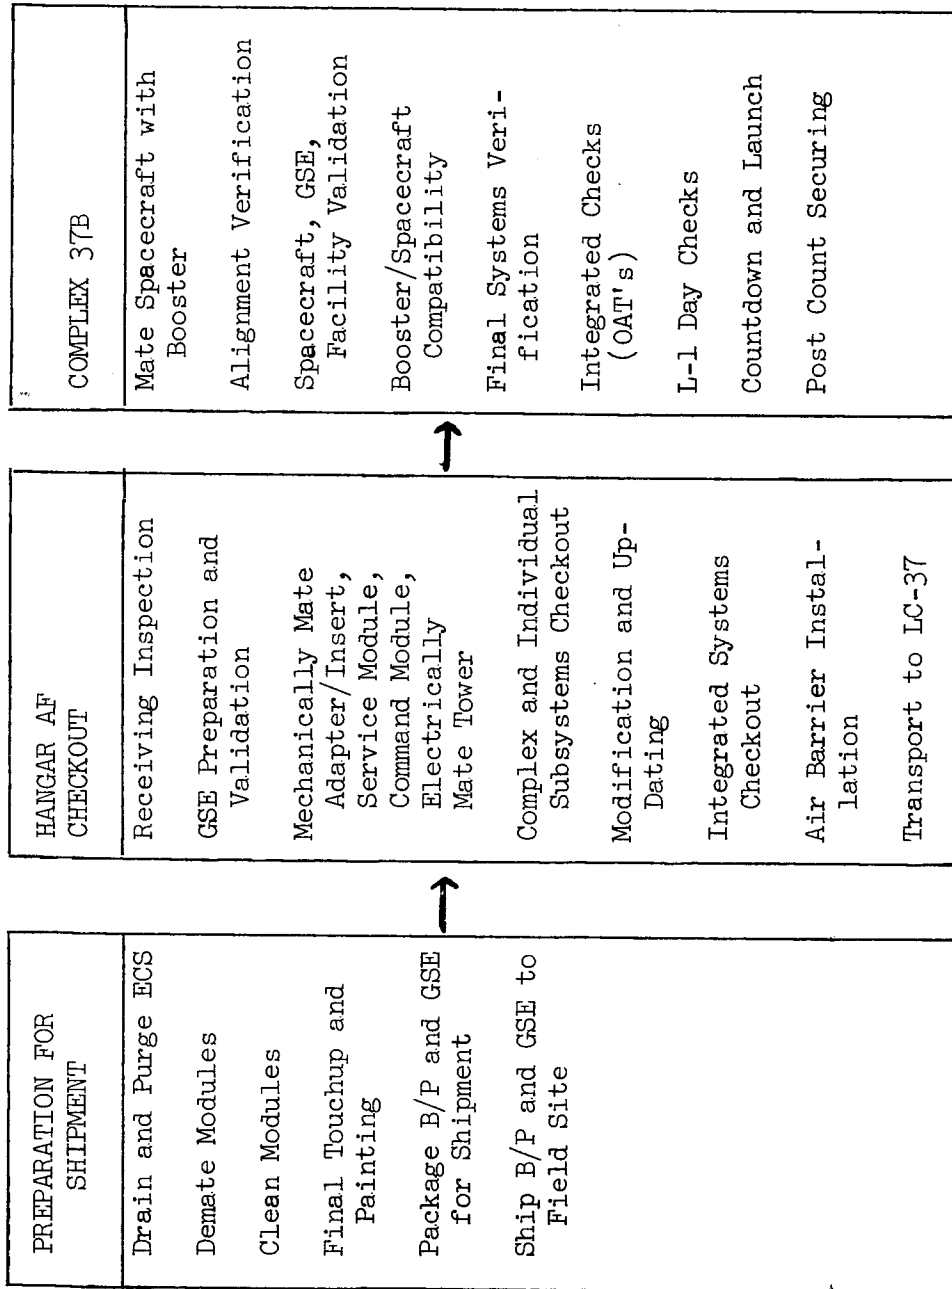 PREPARATION FOR
SHIPMENT
Drain and Purge ECS
Demate Modules
Clean Modules
Final Touchup and
Painting
Package B/P and GSE
for Shipment
Ship B/P and GSE to
Field Site
HANGAR AF
CHECKOUT
Receiving Inspection
GSE Preparation and
Validation
Mechanically Mate
Adapter/Insert,
Service Module,
Command Module,
Electrically
Mate Tower
Complex and Individual
Subsystems Checkout
Modification and Up-
Dating
Integrated Systems
Checkout
Air Barrier Instal-
lation
Transport to LC-37
COMPLEX 37B
Mate Spacecraft with
Booster
Alignment Verification
Spacecraft, GSE,
Facility Validation
Booster/Spacecraft
Compatibility
Final Systems Veri-
fication
Integrated Checks
(OAT's)
L-1 Day Checks
Countdown and Launch
Post Count Securing